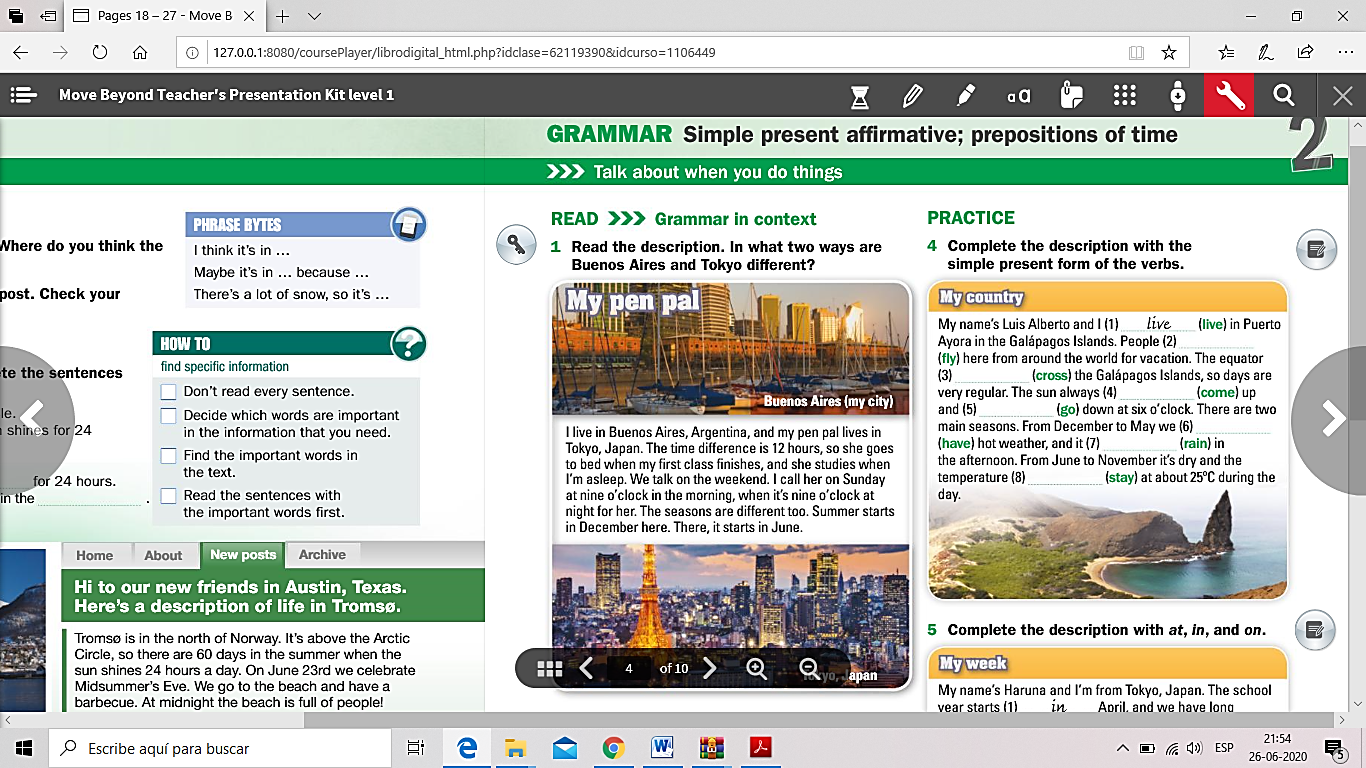 Pages 18 – 27 - Move B
127.0.0.1:8080/coursePlayer/librodigital_html.php?idclase=62119390&idcurso=1106449
Move Beyond Teacher's Presentation Kit level 1
aa
GRAMMAR Simple present affirmative; prepositions of time
2
>>> Talk about when you do things
Where do you think the
post. Check your
te the sentences
le.
n shines for 24
for 24 hours.
in the ____ .
PHRASE BYTES
I think it's in ...
Maybe it's in ... because ...
There's a lot of snow, so it's ...
HOW TO
?
find specific information
Don't read every sentence.
Decide which words are important
in the information that you need.
Find the important words in
the text.
Read the sentences with
the important words first.
Home About New posts Archive
Hi to our new friends in Austin, Texas.
Here's a description of life in Tromsø.
Tromsø is in the north of Norway. It's above the Arctic
Circle, so there are 60 days in the summer when the
sun shines 24 hours a day. On June 23rd we celebrate
Midsummer's Eve. We go to the beach and have a
barbecue. At midnight the beach is full of people!
READ >>> Grammar in context
1 Read the description. In what two ways are
Buenos Aires and Tokyo different?
My pen pal
Buenos Aires (my city)
I live in Buenos Aires, Argentina, and my pen pal lives in
Tokyo, Japan. The time difference is 12 hours, so she goes
to bed when my first class finishes, and she studies when
I'm asleep. We talk on the weekend. I call her on Sunday
at nine o'clock in the morning, when it's nine o'clock at
night for her. The seasons are different too. Summer starts
in December here. There, it starts in June.
Tokyo, Japan
4 of 10
PRACTICE
4 Complete the description with the
simple present form of the verbs.
My country
My name's Luis Alberto and I (1) live (live) in Puerto
Ayora in the Galápagos Islands. People (2) ____
(fly) here from around the world for vacation. The equator
(3) ____ (cross) the Galápagos Islands, so days are
very regular. The sun always (4) ____ (come) up
and (5) ____ (go) down at six o'clock. There are two
main seasons. From December to May we (6) ____
(have) hot weather, and it (7) ____ (rain) in
the afternoon. From June to November it's dry and the
temperature (8) ____ (stay) at about 25ºC during the
day.
5 Complete the description with at, in, and on.
My week
My name's Haruna and I'm from Tokyo, Japan. The school
year starts (1) in April, and we have long
Escribe aquí para buscar
ESP
21:54
26-06-2020
5